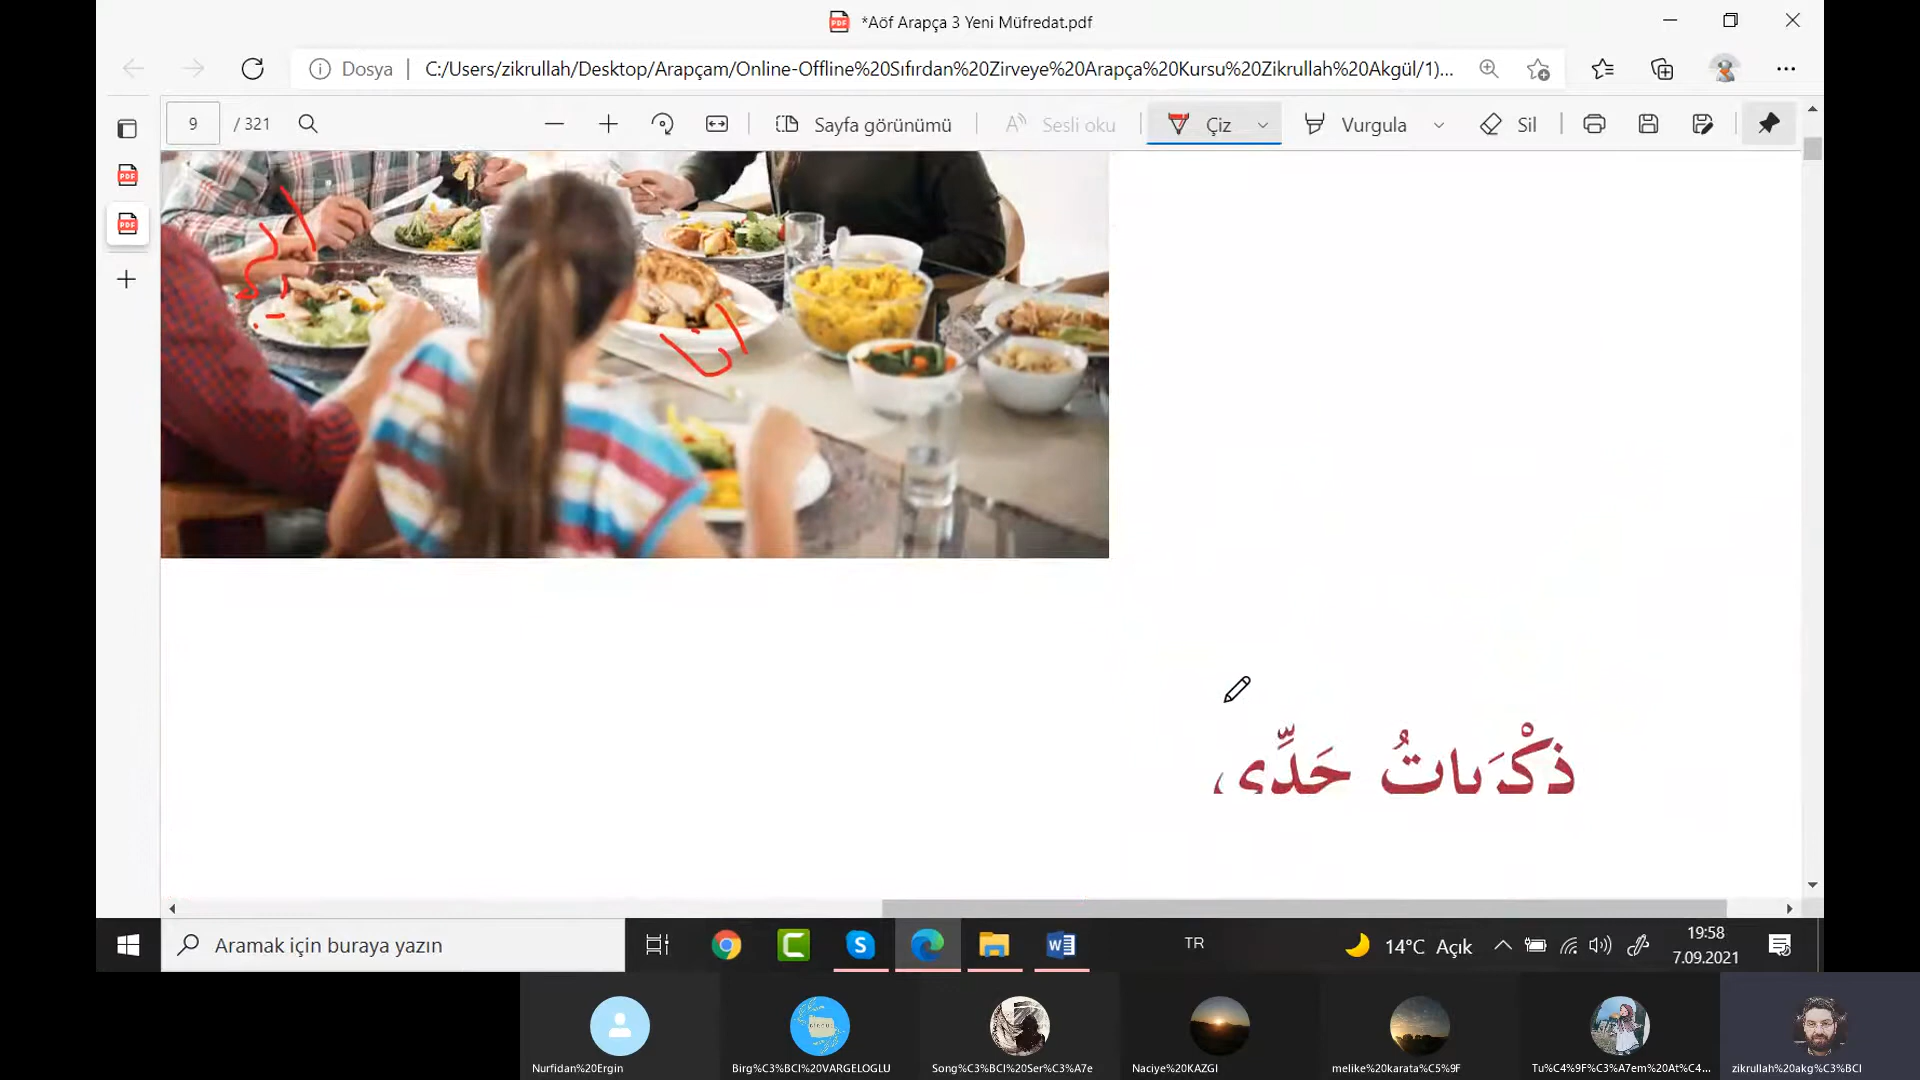 *Aöf Arapça 3 Yeni Müfredat.pdf
Dosya
C:/Users/zikrullah/Desktop/Arapçam/Online-Offline%20Sıfırdan%20Zirveye%20Arapça%20Kursu%20Zikrullah%20Akgül/1)...
9 / 321
Sayfa görünümü
Sesli oku
Çiz
Vurgula
Sil
Aramak için buraya yazın
TR
14°C Açık
19:58
7.09.2021
Nurfidan%20Ergin
Birg%C3%BCl%20VARGELOGLU
Song%C3%BCl%20Ser%C3%A7e
Naciye%20KAZGI
melike%20karata%C5%9F
Tu%C4%9F%C3%A7em%20At%C4...
zikrullah%20akg%C3%BCl